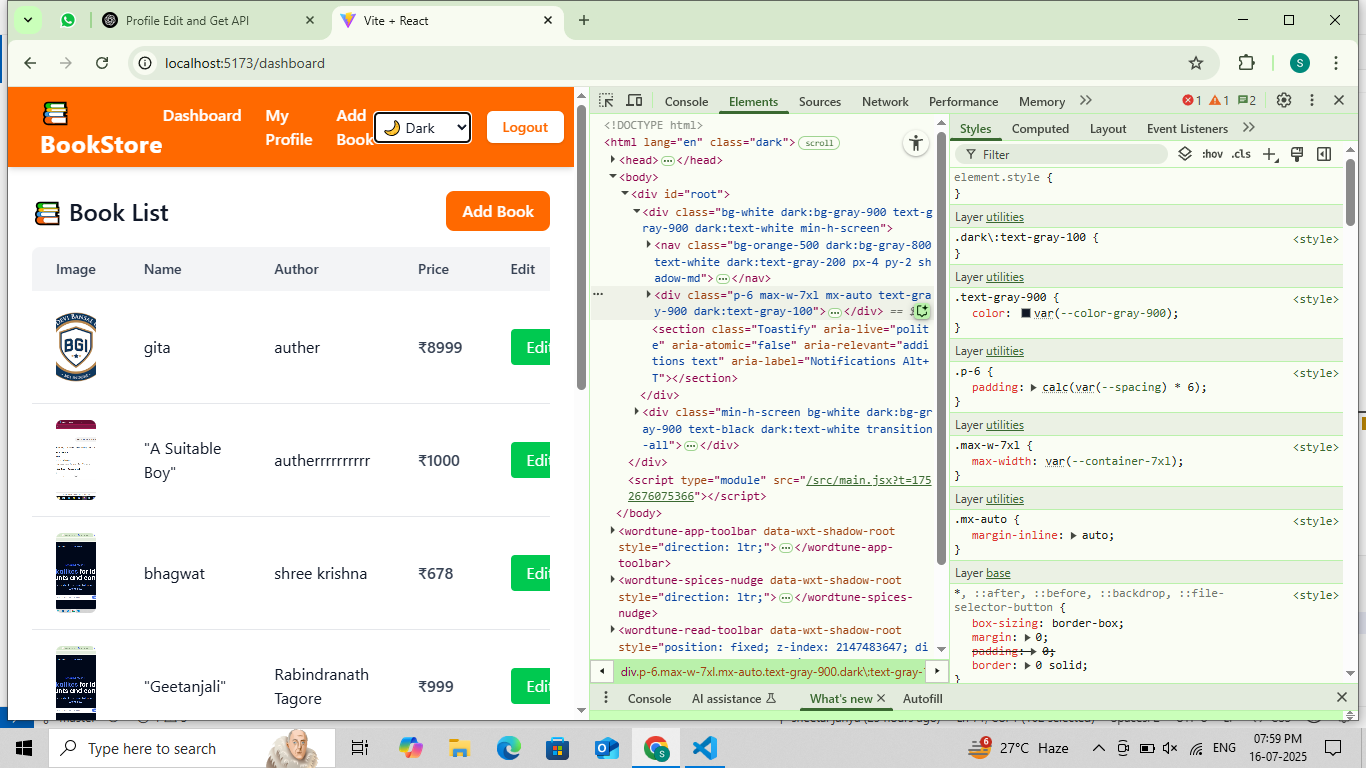 Profile Edit and Get API
Vite + React
localhost:5173/dashboard
S
BookStore
Dashboard
My Profile
Add Book
Dark
Logout
Book List
Add Book
Image Name Author Price Edit
DEVI BANSAL
BGI
gita auther ₹8999 Edit
"A Suitable Boy" autherrrrrrrrrr ₹1000 Edit
bhagwat shree krishna ₹678 Edit
"Geetanjali" Rabindranath Tagore ₹999 Edit
Console Elements Sources Network Performance Memory
1 1 2
<!DOCTYPE html>
<html lang="en" class="dark"> scroll
<head> </head>
<body>
<div id="root">
<div class="bg-white dark:bg-gray-900 text-g
ray-900 dark:text-white min-h-screen">
<nav class="bg-orange-500 dark:bg-gray-800
text-white dark:text-gray-200 px-4 py-2 sh
adow-md"> </nav>
<div class="p-6 max-w-7xl mx-auto text-gra
y-900 dark:text-gray-100"> </div> ==
<section class="Toastify" aria-live="polit
e" aria-atomic="false" aria-relevant="addi
tions text" aria-label="Notifications Alt+
T"></section>
</div>
<div class="min-h-screen bg-white dark:bg-gr
ay-900 text-black dark:text-white transition
-all"> </div>
</div>
<script type="module" src="/src/main.jsx?t=175
2676075366"></script>
</body>
<wordtune-app-toolbar data-wxt-shadow-root
style="direction: ltr;"> </wordtune-app-
toolbar>
<wordtune-spices-nudge data-wxt-shadow-root
style="direction: ltr;"> </wordtune-spices-
nudge>
<wordtune-read-toolbar data-wxt-shadow-root
style="position: fixed; z-index: 2147483647; di
div.p-6.max-w-7xl.mx-auto.text-gray-900.dark\:text-gray-
Styles Computed Layout Event Listeners
Filter :hov .cls
element.style {
}
Layer utilities
.dark\:text-gray-100 { <style>
}
Layer utilities
.text-gray-900 { <style>
color: var(--color-gray-900);
}
Layer utilities
.p-6 { <style>
padding: calc(var(--spacing) * 6);
}
Layer utilities
.max-w-7xl { <style>
max-width: var(--container-7xl);
}
Layer utilities
.mx-auto { <style>
margin-inline: auto;
}
Layer base
*, ::after, ::before, ::backdrop, ::file-
selector-button { <style>
box-sizing: border-box;
margin: 0;
padding: 0;
border: 0 solid;
}
Console AI assistance What's new Autofill
Type here to search
6
27°C Haze
ENG
07:59 PM
16-07-2025